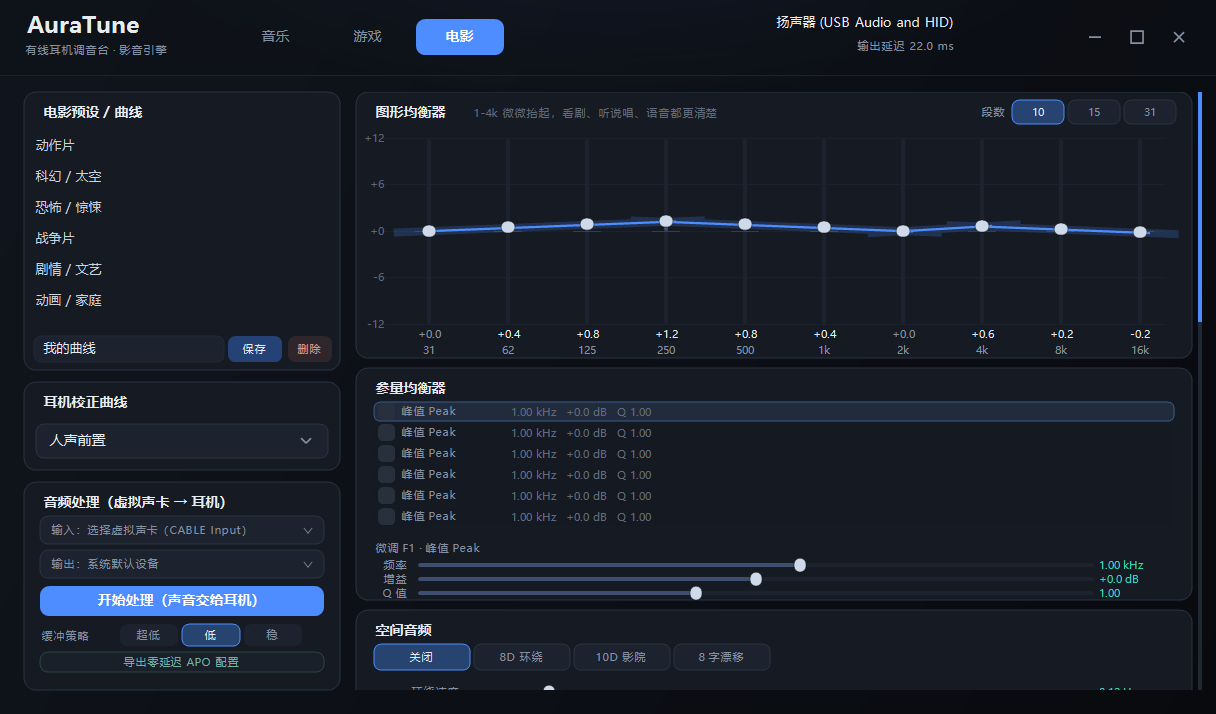 AuraTune
有线耳机调音台 · 影音引擎
音乐 游戏 电影
扬声器 (USB Audio and HID)
输出延迟 22.0 ms
电影预设 / 曲线
动作片
科幻 / 太空
恐怖 / 惊悚
战争片
剧情 / 文艺
动画 / 家庭
我的曲线 保存 删除
耳机校正曲线
人声前置
音频处理（虚拟声卡 → 耳机）
输入：选择虚拟声卡（CABLE Input）
输出：系统默认设备
开始处理（声音交给耳机）
缓冲策略 超低 低 稳
导出零延迟 APO 配置
图形均衡器 1-4k 微微抬起，看剧、听说唱、语音都更清楚 段数 10 15 31
+12
+6
+0
-6
-12
+0.0 +0.4 +0.8 +1.2 +0.8 +0.4 +0.0 +0.6 +0.2 -0.2
31 62 125 250 500 1k 2k 4k 8k 16k
参量均衡器
峰值 Peak 1.00 kHz +0.0 dB Q 1.00
峰值 Peak 1.00 kHz +0.0 dB Q 1.00
峰值 Peak 1.00 kHz +0.0 dB Q 1.00
峰值 Peak 1.00 kHz +0.0 dB Q 1.00
峰值 Peak 1.00 kHz +0.0 dB Q 1.00
峰值 Peak 1.00 kHz +0.0 dB Q 1.00
微调 F1 · 峰值 Peak
频率 1.00 kHz
增益 +0.0 dB
Q 值 1.00
空间音频
关闭 8D 环绕 10D 影院 8 字漂移